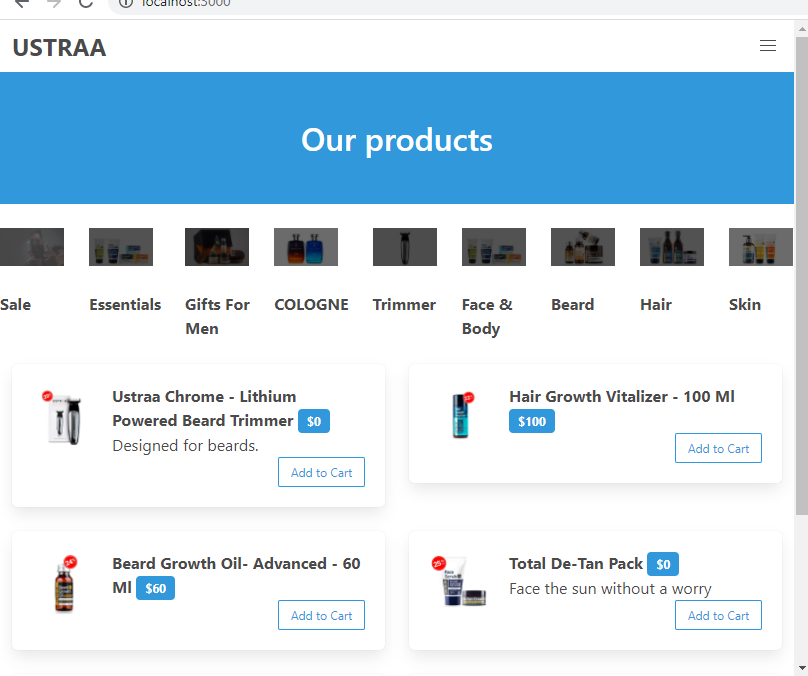 localhost:3000
USTRAA
Our products
Sale
Essentials
Gifts For
Men
COLOGNE
Trimmer
Face &
Body
Beard
Hair
Skin
Ustraa Chrome - Lithium
Powered Beard Trimmer $0
Designed for beards.
Add to Cart
Hair Growth Vitalizer - 100 Ml
$100
Add to Cart
Beard Growth Oil- Advanced - 60
Ml $60
Add to Cart
Total De-Tan Pack $0
Face the sun without a worry
Add to Cart